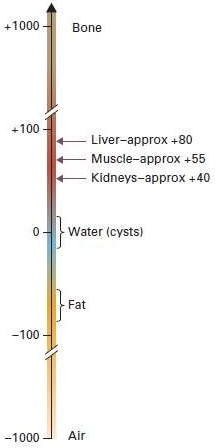 +1000 Bone
+100
Liver–approx +80
Muscle–approx +55
Kidneys–approx +40
0 Water (cysts)
Fat
−100
−1000 Air